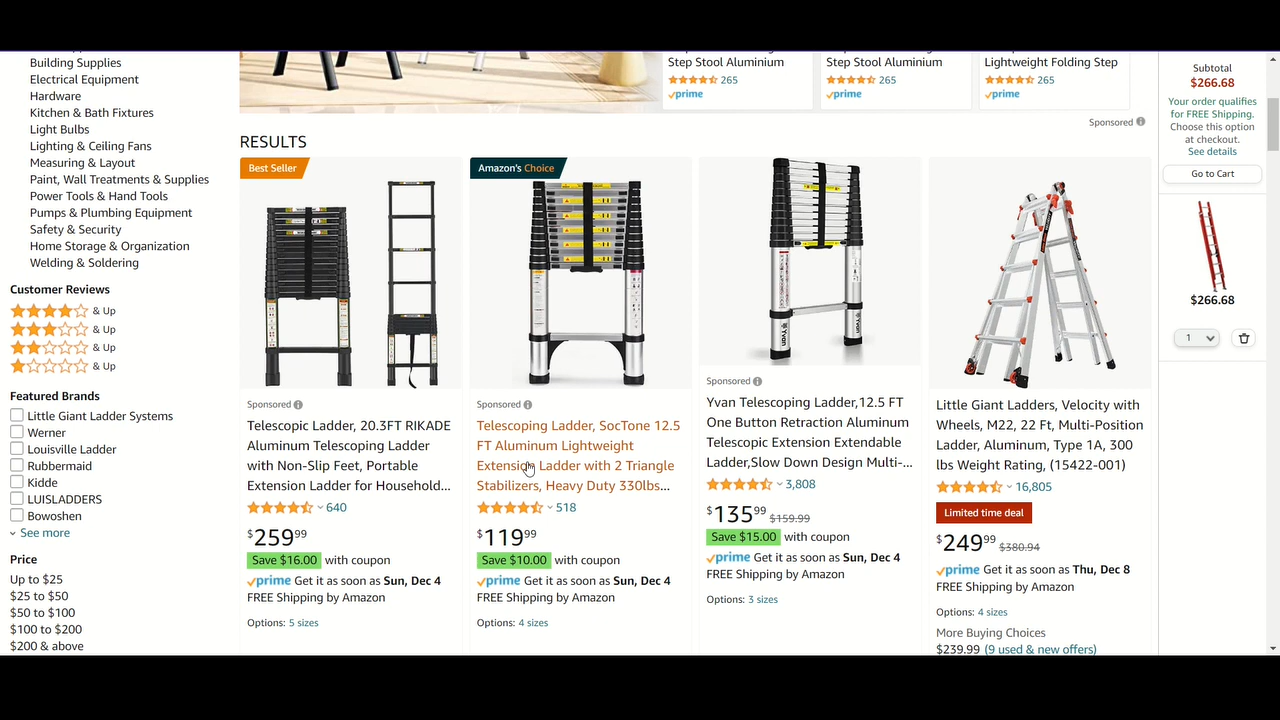 Building Supplies
Electrical Equipment
Hardware
Kitchen & Bath Fixtures
Light Bulbs
Lighting & Ceiling Fans
Measuring & Layout
Paint, Wall Treatments & Supplies
Power Tools & Hand Tools
Pumps & Plumbing Equipment
Safety & Security
Home Storage & Organization
Welding & Soldering
Customer Reviews
& Up
& Up
& Up
& Up
Featured Brands
Little Giant Ladder Systems
Werner
Louisville Ladder
Rubbermaid
Kidde
LUISLADDERS
Bowoshen
See more
Price
Up to $25
$25 to $50
$50 to $100
$100 to $200
$200 & above
Step Stool Aluminium
265
prime
Step Stool Aluminium
265
prime
Lightweight Folding Step
265
prime
Sponsored
RESULTS
Best Seller
Sponsored
Telescopic Ladder, 20.3FT RIKADE
Aluminum Telescoping Ladder
with Non-Slip Feet, Portable
Extension Ladder for Household...
640
$259 99
Save $16.00 with coupon
prime Get it as soon as Sun, Dec 4
FREE Shipping by Amazon
Options: 5 sizes
Amazon's Choice
Sponsored
Telescoping Ladder, SocTone 12.5
FT Aluminum Lightweight
Extension Ladder with 2 Triangle
Stabilizers, Heavy Duty 330lbs...
518
$119 99
Save $10.00 with coupon
prime Get it as soon as Sun, Dec 4
FREE Shipping by Amazon
Options: 4 sizes
Yvan
Sponsored
Yvan Telescoping Ladder,12.5 FT
One Button Retraction Aluminum
Telescopic Extension Extendable
Ladder,Slow Down Design Multi-...
3,808
$135 99 $159.99
Save $15.00 with coupon
prime Get it as soon as Sun, Dec 4
FREE Shipping by Amazon
Options: 3 sizes
Little Giant Ladders, Velocity with
Wheels, M22, 22 Ft, Multi-Position
Ladder, Aluminum, Type 1A, 300
lbs Weight Rating, (15422-001)
16,805
Limited time deal
$249 99 $380.94
prime Get it as soon as Thu, Dec 8
FREE Shipping by Amazon
Options: 4 sizes
More Buying Choices
$239.99 (9 used & new offers)
Subtotal
$266.68
Your order qualifies
for FREE Shipping.
Choose this option
at checkout.
See details
Go to Cart
$266.68
1